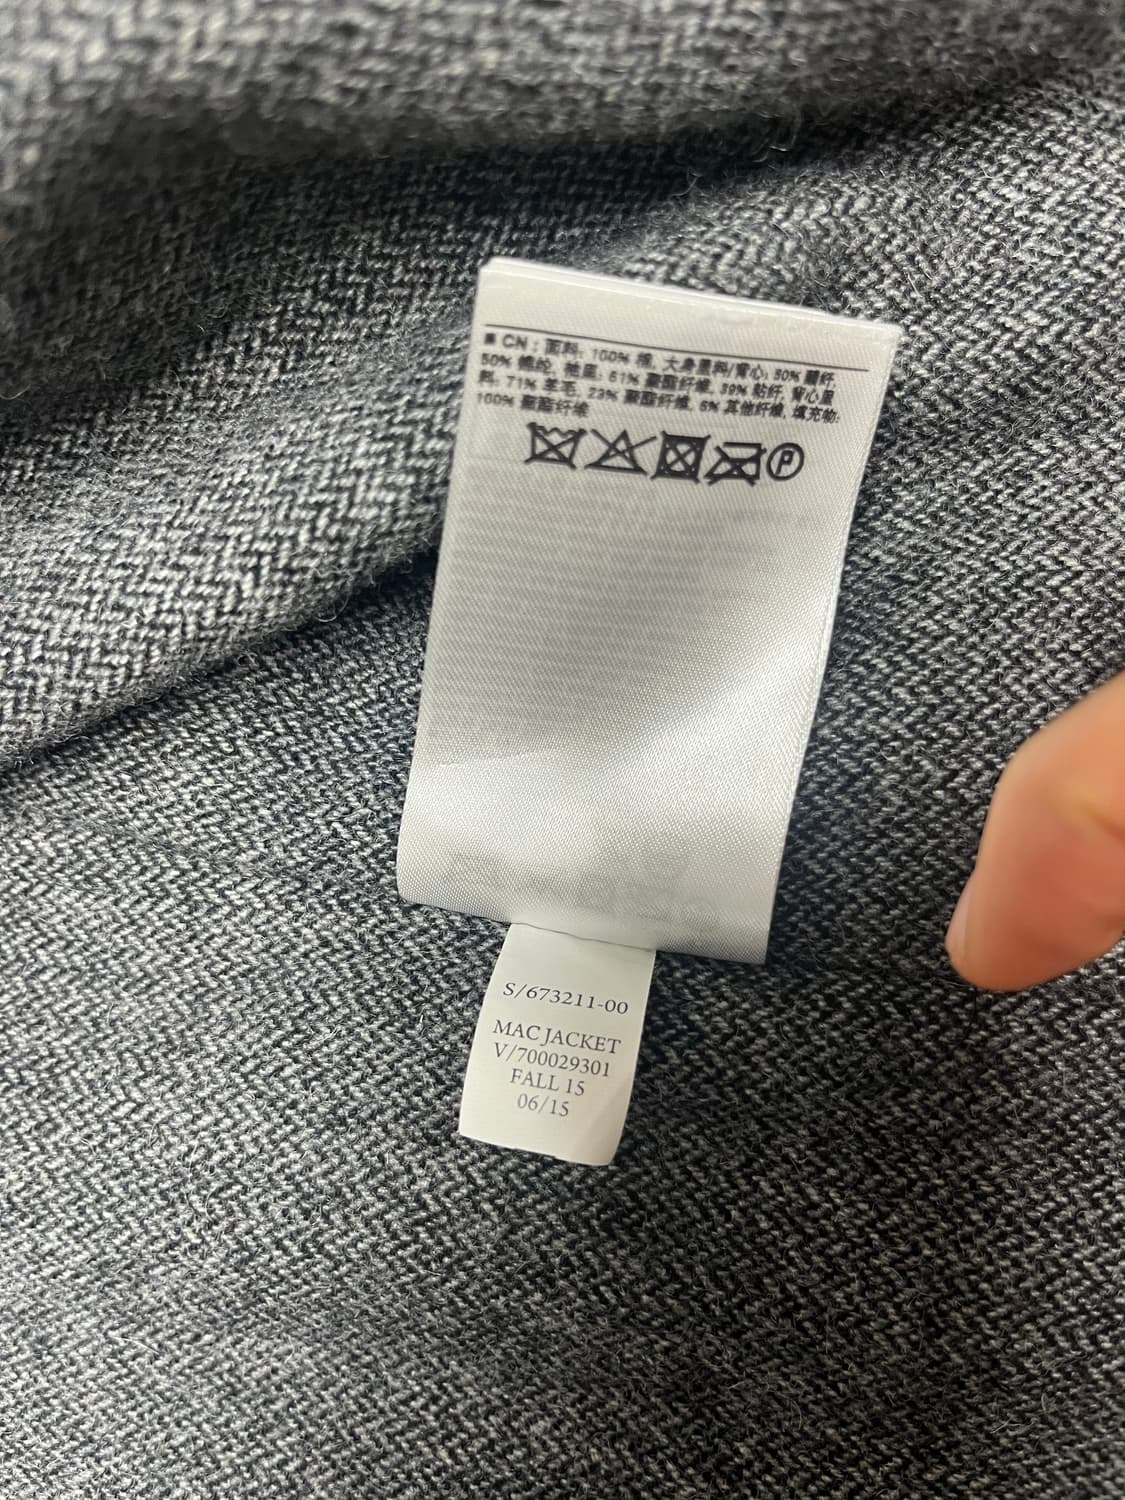 ■ CN : 面料: 100% 棉, 大身里料/背心: 50% 腈纤
50% 锦纶, 袖里: 61% 聚酯纤维, 39% 粘纤, 背心里
料: 71% 羊毛, 23% 聚酯纤维, 6% 其他纤维, 填充物:
100% 聚酯纤维
P
S/673211-00
MAC JACKET
V/700029301
FALL 15
06/15